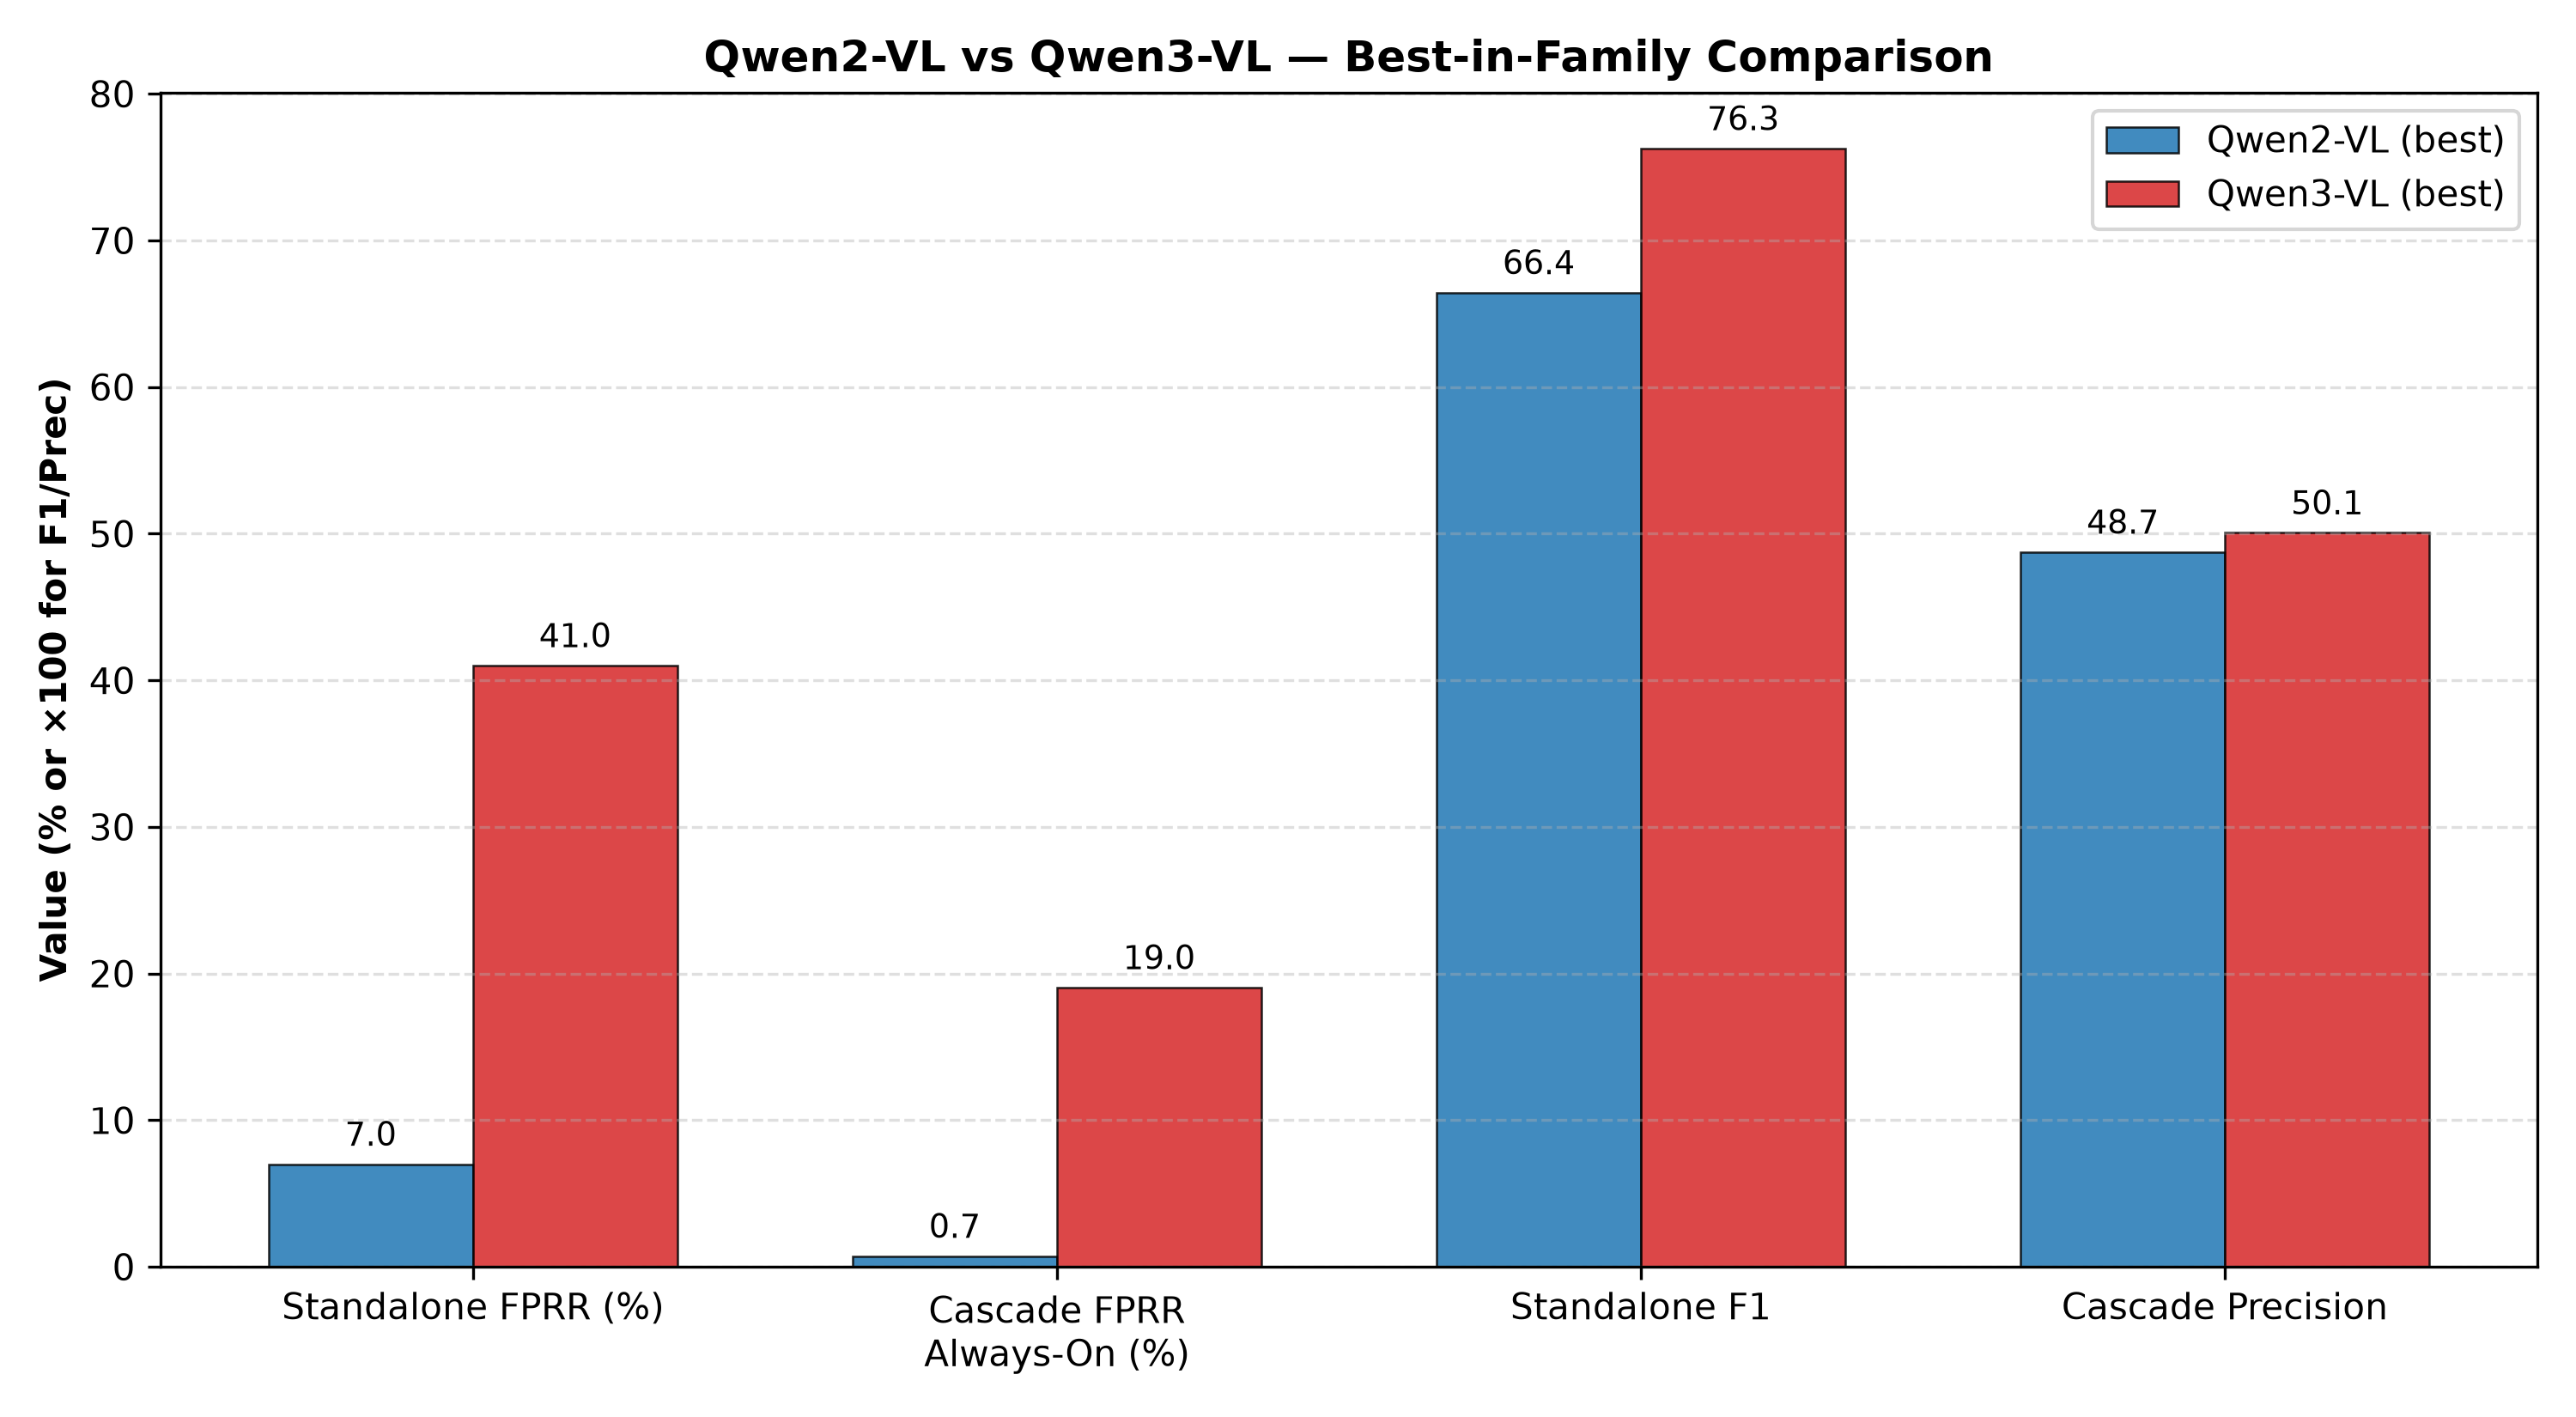 Qwen2-VL vs Qwen3-VL — Best-in-Family Comparison
Value (% or ×100 for F1/Prec)
80
70
60
50
40
30
20
10
0
Qwen2-VL (best)
Qwen3-VL (best)
7.0
41.0
0.7
19.0
66.4
76.3
48.7
50.1
Standalone FPRR (%)
Cascade FPRR
Always-On (%)
Standalone F1
Cascade Precision